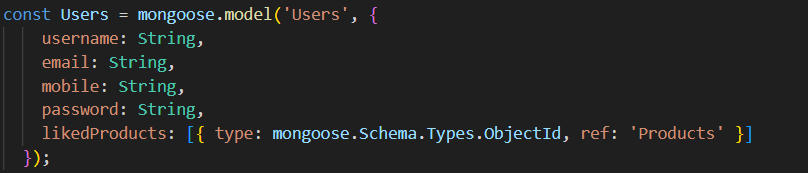 const Users = mongoose.model('Users', {
    username: String,
    email: String,
    mobile: String,
    password: String,
    likedProducts: [{ type: mongoose.Schema.Types.ObjectId, ref: 'Products' }]
  });